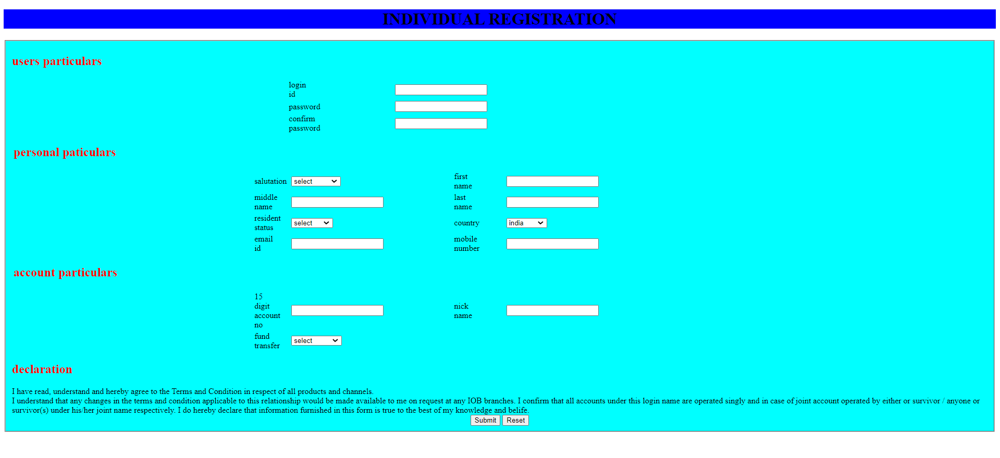 INDIVIDUAL REGISTRATION
users particulars
login
id
password
confirm
password
personal paticulars
salutation select
first
name
middle
name
last
name
resident
status
select
country india
email
id
mobile
number
account particulars
15
digit
account
no
nick
name
fund
transfer
select
declaration
I have read, understand and hereby agree to the Terms and Condition in respect of all products and channels.
I understand that any changes in the terms and condition applicable to this relationship would be made available to me on request at any IOB branches. I confirm that all accounts under this login name are operated singly and in case of joint account operated by either or survivor / anyone or
survivor(s) under his/her joint name respectively. I do hereby declare that information furnished in this form is true to the best of my knowledge and belife.
Submit Reset